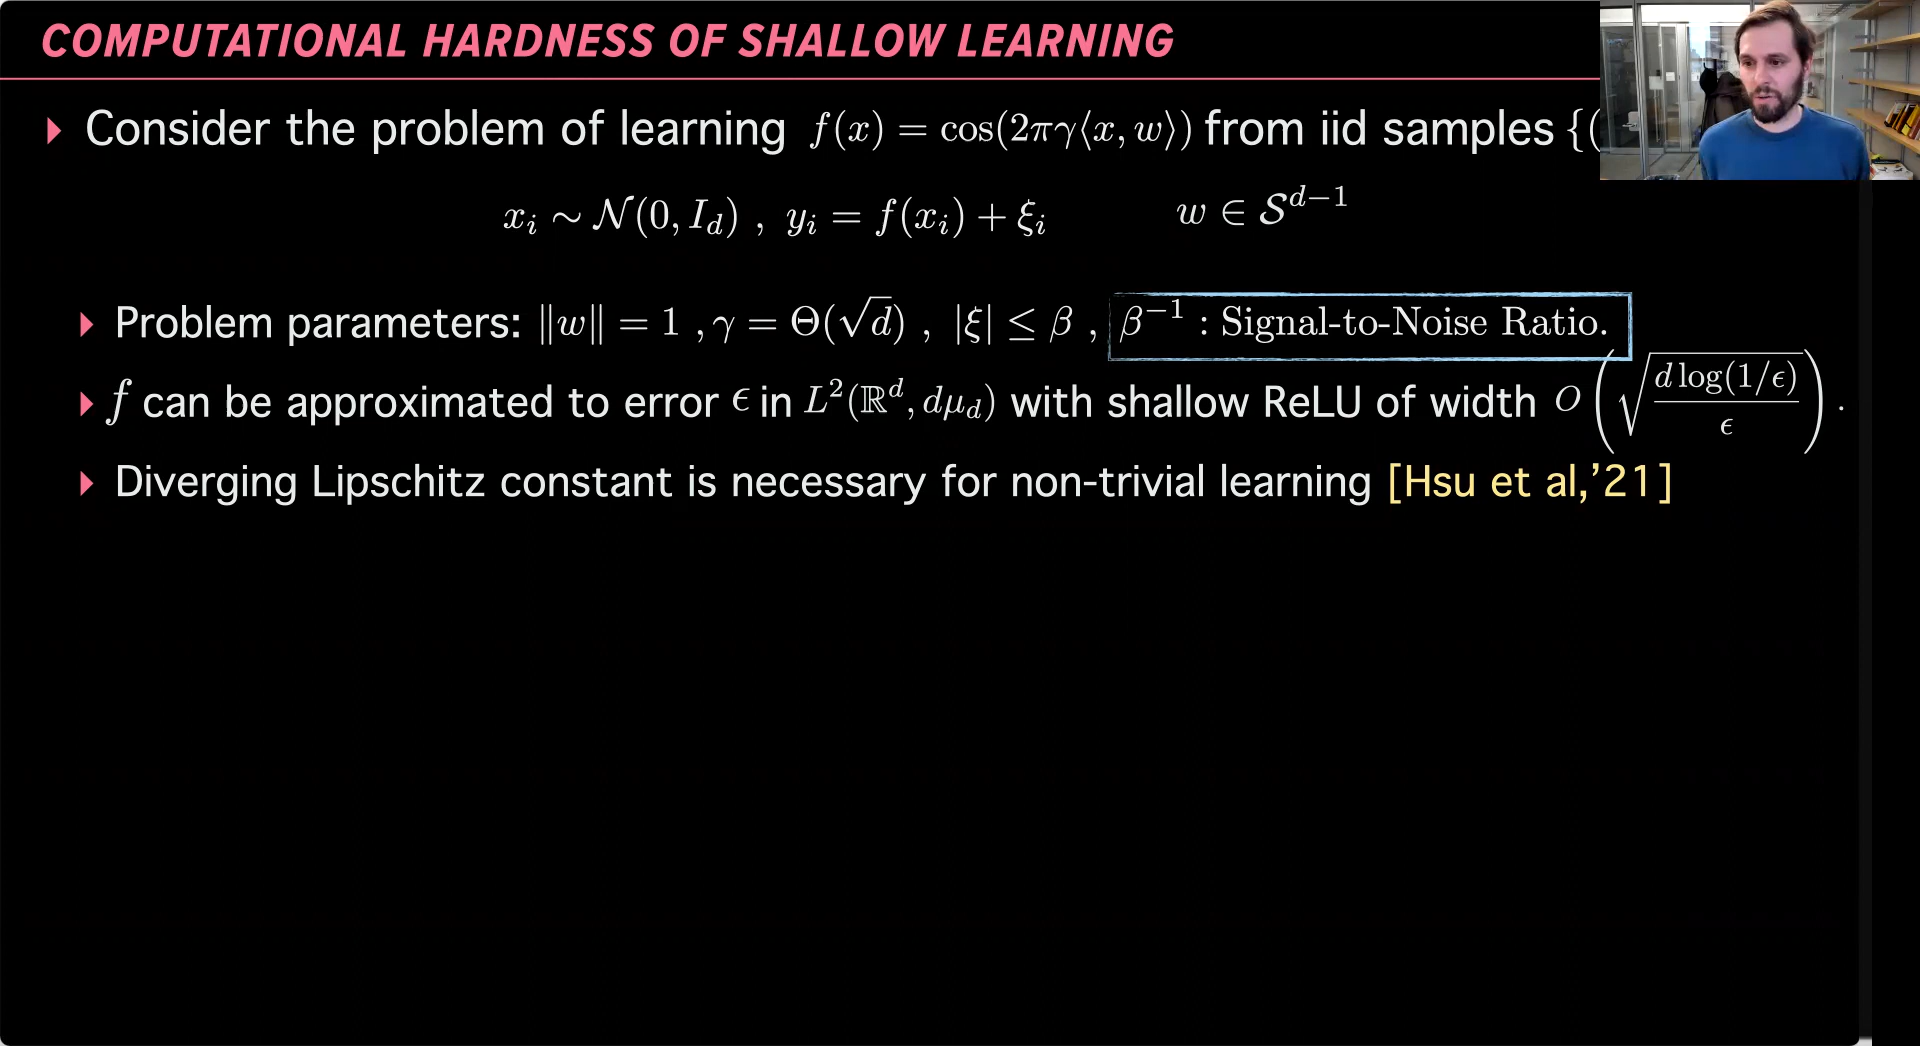 COMPUTATIONAL HARDNESS OF SHALLOW LEARNING
Consider the problem of learning f(x) = cos(2πγ⟨x, w⟩) from iid samples {(
x_i ∼ 𝒩(0, I_d) , y_i = f(x_i) + ξ_i w ∈ 𝒮^{d−1}
Problem parameters: ‖w‖ = 1 , γ = Θ(√d) , |ξ| ≤ β , β^{−1} : Signal-to-Noise Ratio.
f can be approximated to error ϵ in L^2(ℝ^d, dμ_d) with shallow ReLU of width O(√(d log(1/ϵ)/ϵ)) .
Diverging Lipschitz constant is necessary for non-trivial learning [Hsu et al,’21]